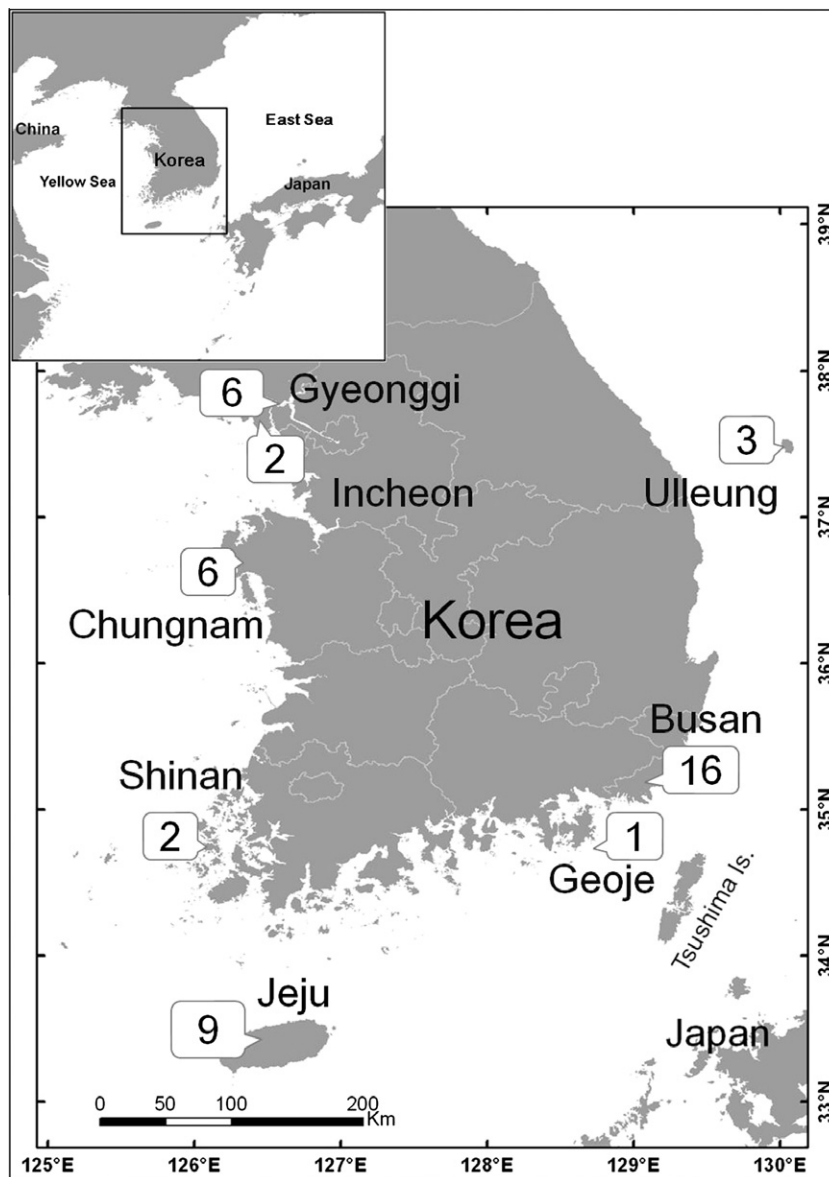 China
East Sea
Korea
Yellow Sea
Japan
39°N
38°N
6
Gyeonggi
2
3
Incheon
Ulleung
37°N
6
Chungnam
Korea
36°N
Busan
16
Shinan
35°N
2
1
Geoje
Tsushima Is.
34°N
Jeju
9
Japan
0 50 100 200
Km
33°N
125°E 126°E 127°E 128°E 129°E 130°E